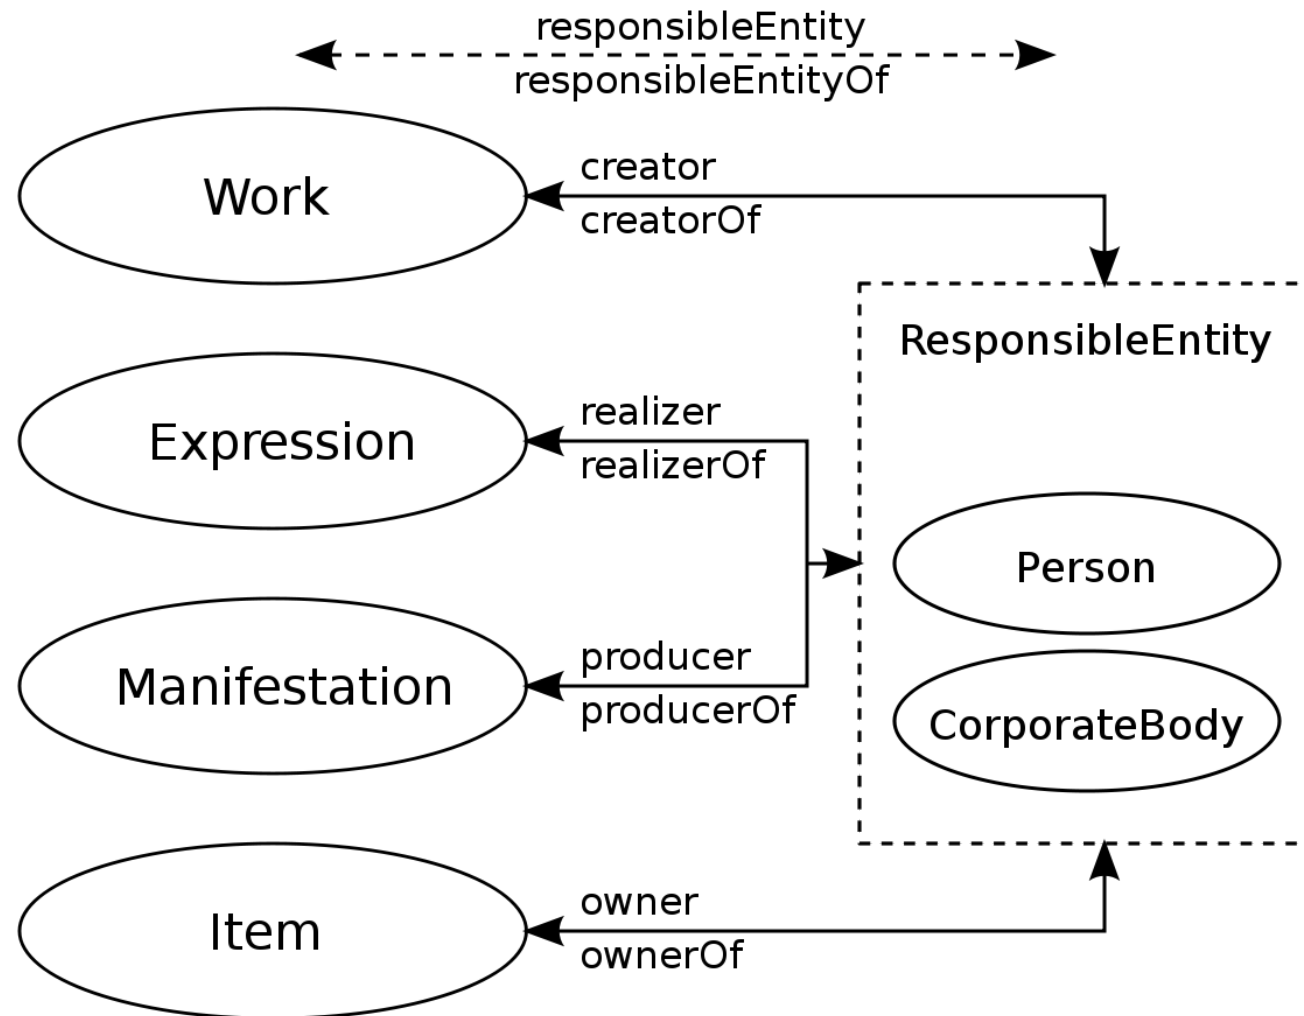 responsibleEntity
responsibleEntityOf
Work
creator
creatorOf
ResponsibleEntity
Expression
realizer
realizerOf
Person
Manifestation
producer
producerOf
CorporateBody
Item
owner
ownerOf